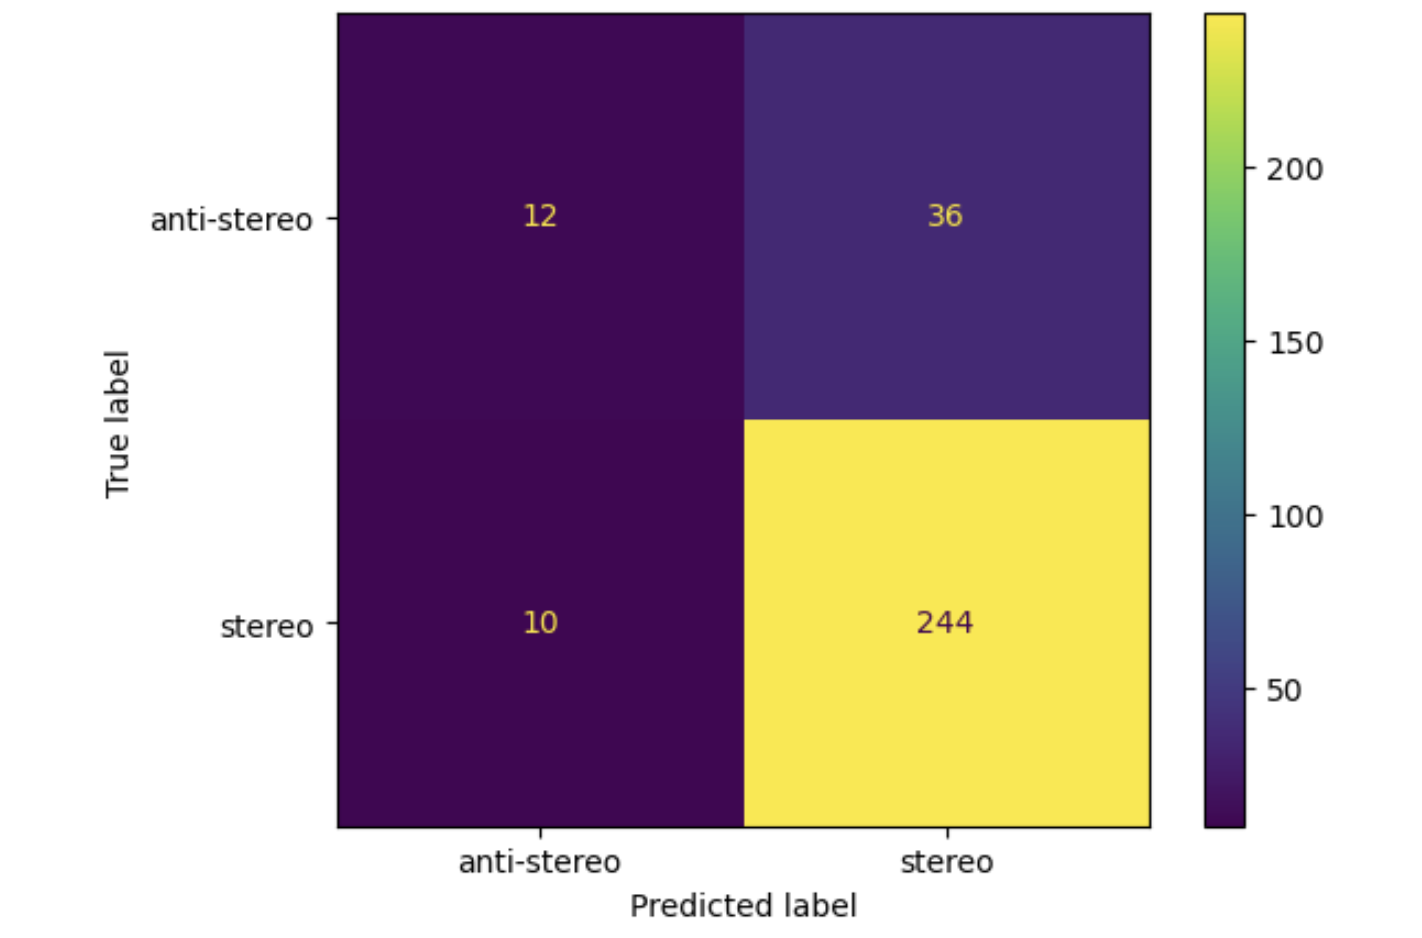 anti-stereo
12
36
stereo
10
244
anti-stereo
stereo
Predicted label
True label
200
150
100
50